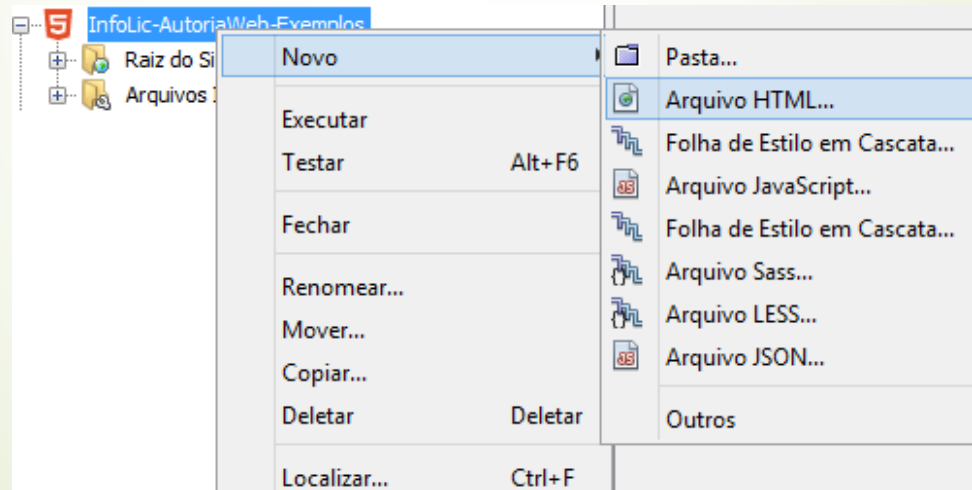 InfoLic-AutoriaWeb-Exemplos
Raiz do Si
Arquivos
Novo
Executar
Testar Alt+F6
Fechar
Renomear...
Mover...
Copiar...
Deletar Deletar
Localizar... Ctrl+F
Pasta...
Arquivo HTML...
Folha de Estilo em Cascata...
Arquivo JavaScript...
Folha de Estilo em Cascata...
Arquivo Sass...
Arquivo LESS...
Arquivo JSON...
Outros